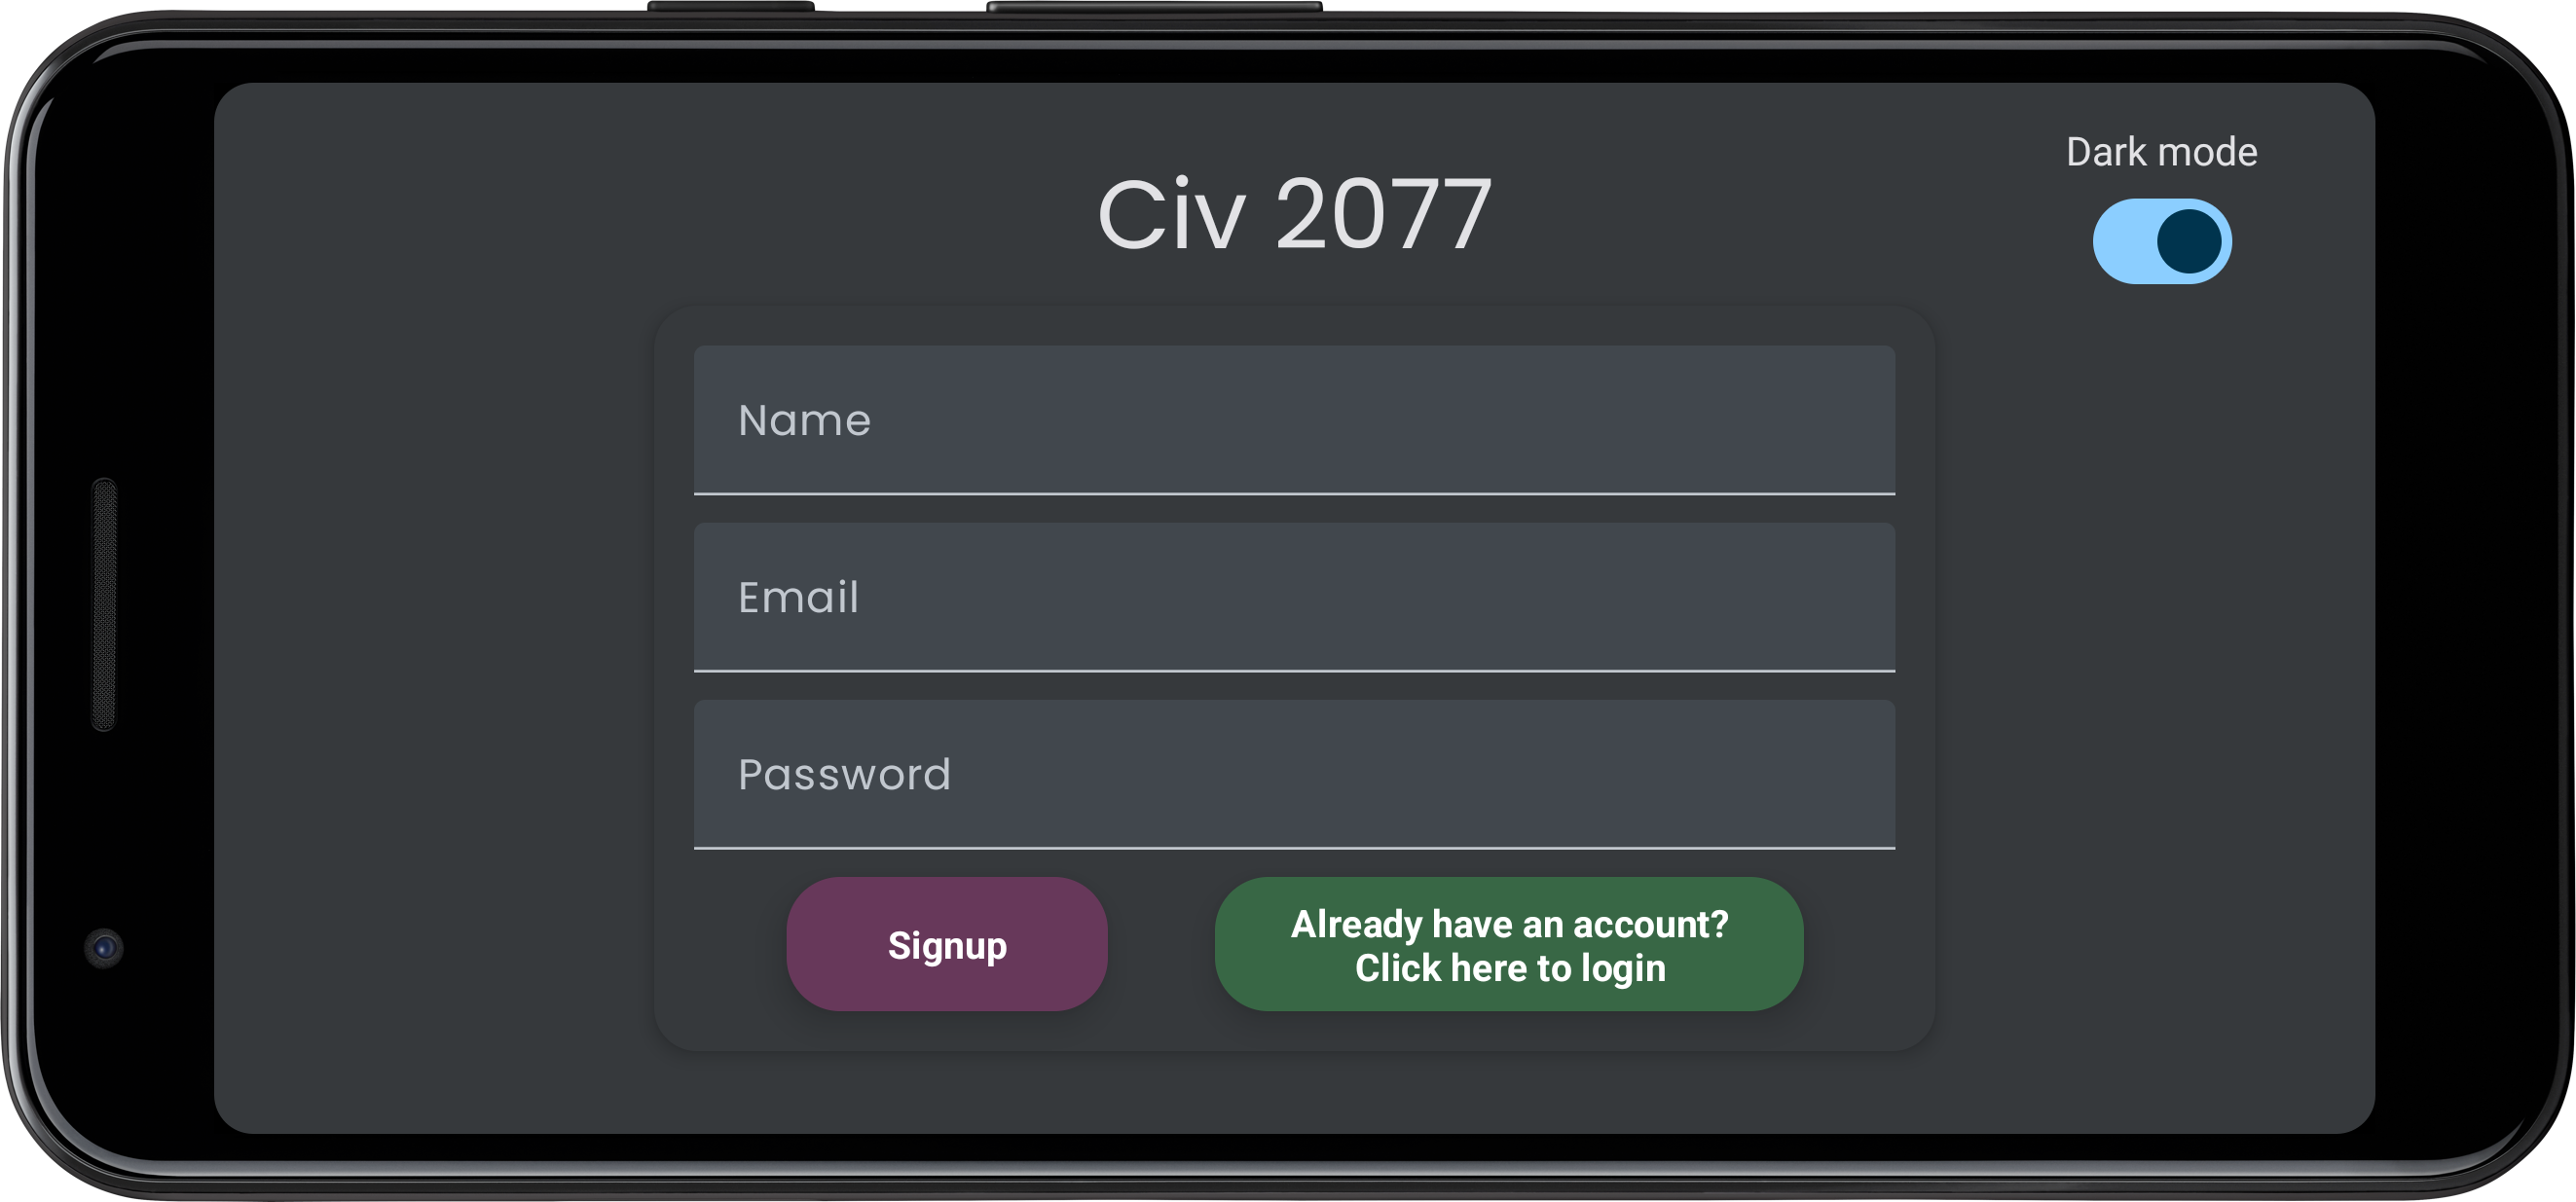 Dark mode
Civ 2077
Name
Email
Password
Signup
Already have an account?
Click here to login